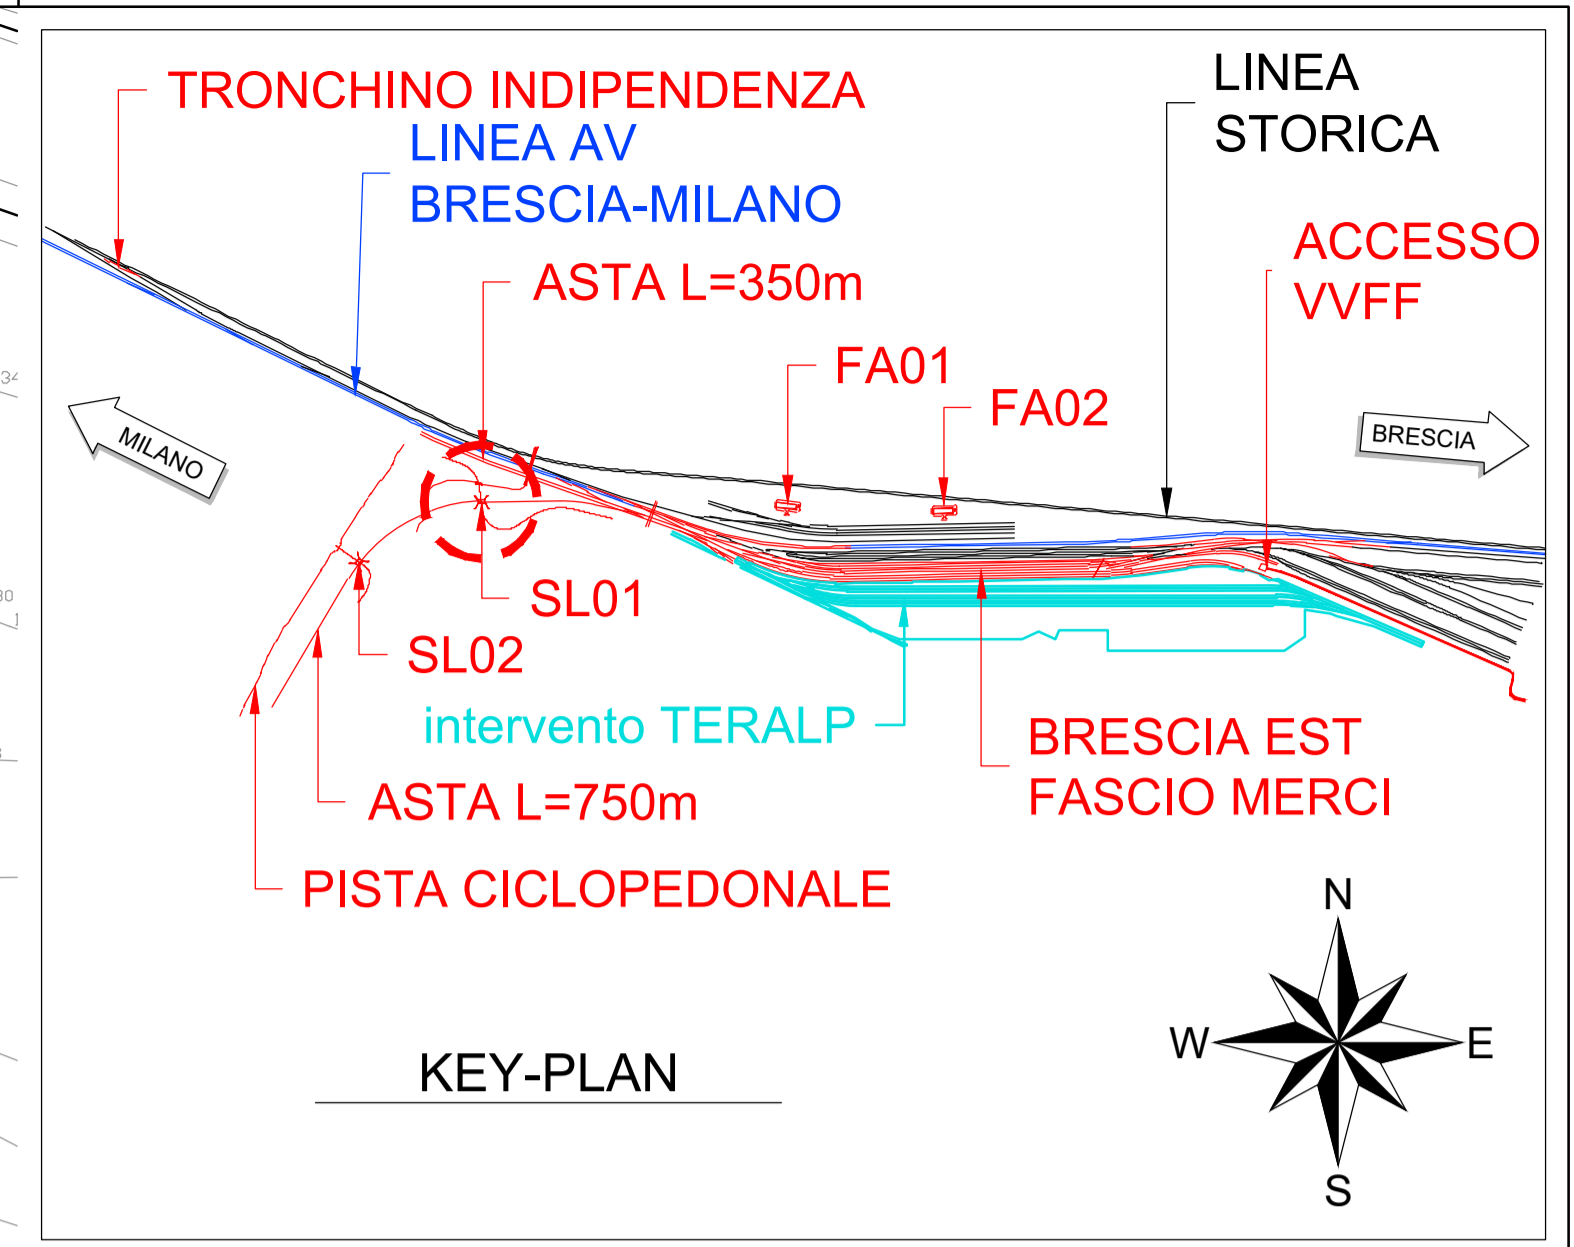 TRONCHINO INDIPENDENZA
LINEA AV
BRESCIA-MILANO
LINEA
STORICA
ACCESSO
VVFF
ASTA L=350m
FA01
FA02
MILANO
BRESCIA
SL01
SL02
intervento TERALP
BRESCIA EST
FASCIO MERCI
ASTA L=750m
PISTA CICLOPEDONALE
KEY-PLAN
N
W
E
S